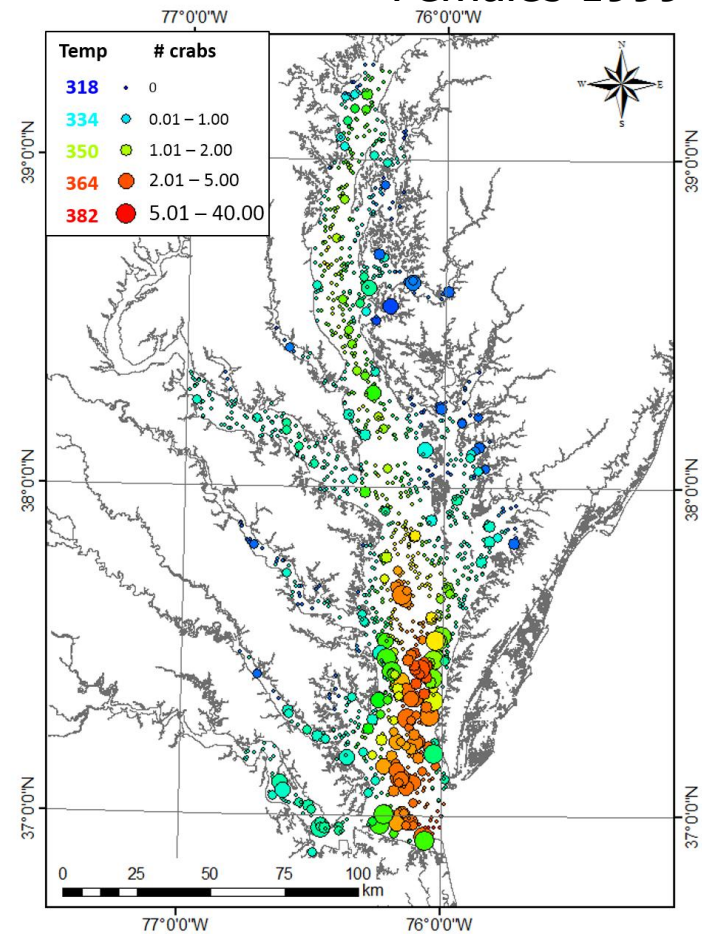 77°0'0"W 76°0'0"W
Temp # crabs
318 0
334 0.01 – 1.00
350 1.01 – 2.00
364 2.01 – 5.00
382 5.01 – 40.00
N
W E
S
39°0'0"N 39°0'0"N
38°0'0"N 38°0'0"N
37°0'0"N 37°0'0"N
0 25 50 75 100
km
77°0'0"W 76°0'0"W